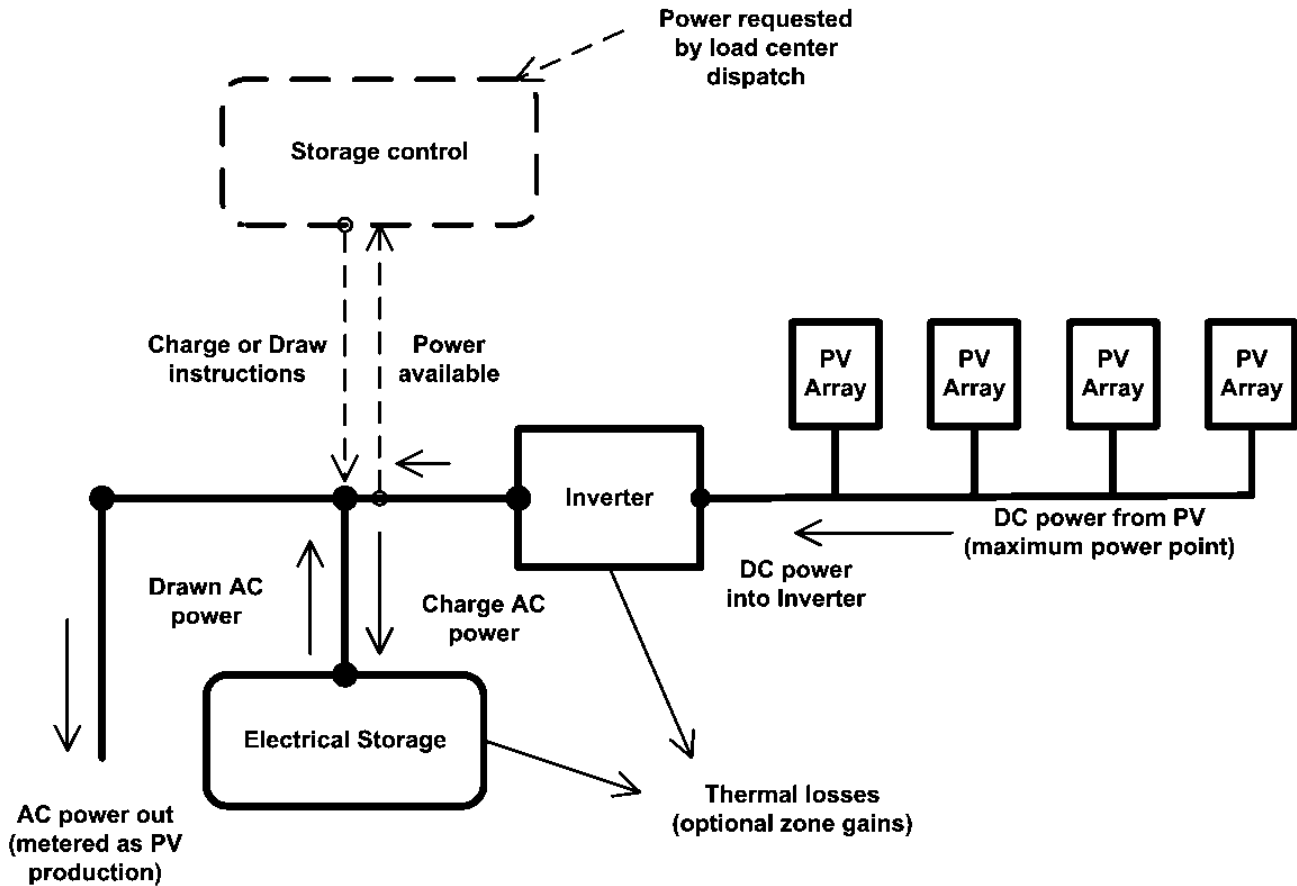 Power requested
by load center
dispatch
Storage control
Charge or Draw
instructions
Power
available
PV
Array
PV
Array
PV
Array
PV
Array
Inverter
DC power from PV
(maximum power point)
DC power
into Inverter
Drawn AC
power
Charge AC
power
Electrical Storage
AC power out
(metered as PV
production)
Thermal losses
(optional zone gains)